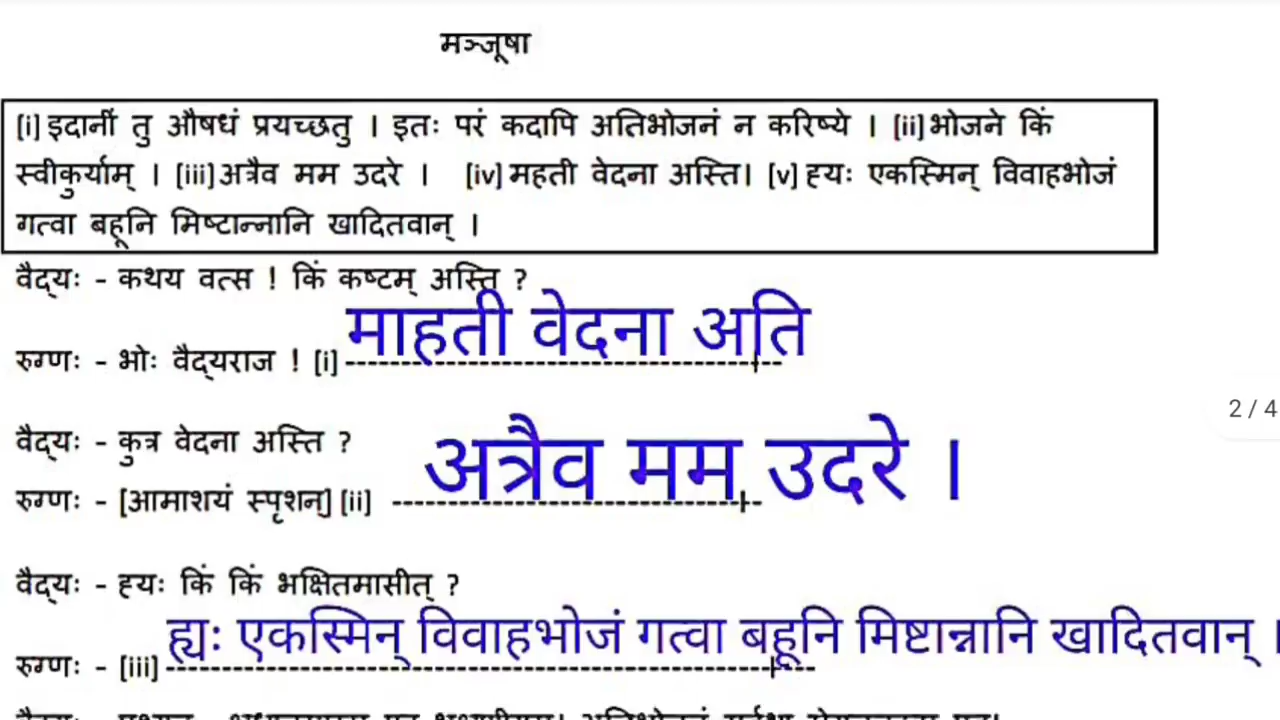 मञ्जूषा
[i] इदानीं तु औषधं प्रयच्छतु । इतः परं कदापि अतिभोजनं न करिष्ये । [ii] भोजने किं
स्वीकुर्याम् । [iii] अत्रैव मम उदरे । [iv] महती वेदना अस्ति। [v] ह्यः एकस्मिन् विवाहभोजं
गत्वा बहूनि मिष्टान्नानि खादितवान् ।
वैद्यः - कथय वत्स ! किं कष्टम् अस्ति ?
माहती वेदना अति
रुग्णः - भोः वैद्यराज ! [i] ----------------------------------------
2 / 4
वैद्यः - कुत्र वेदना अस्ति ?
अत्रैव मम उदरे ।
रुग्णः - [आमाशयं स्पृशन्] [ii] ----------------------------------
वैद्यः - ह्यः किं किं भक्षितमासीत् ?
ह्यः एकस्मिन् विवाहभोजं गत्वा बहूनि मिष्टान्नानि खादितवान् ।
रुग्णः - [iii] ------------------------------------------------------------